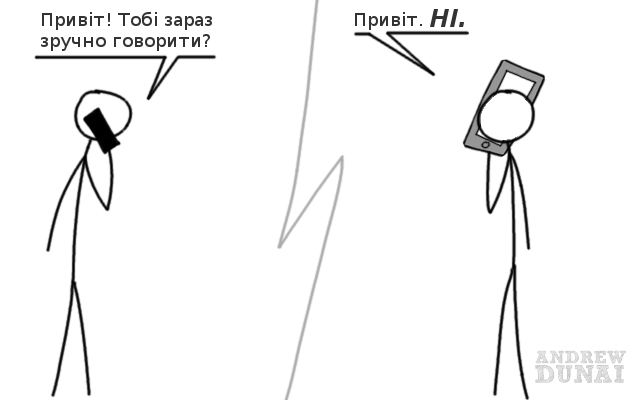 Привіт! Тобі зараз
зручно говорити?
Привіт. НІ.
ANDREW
DUNAI